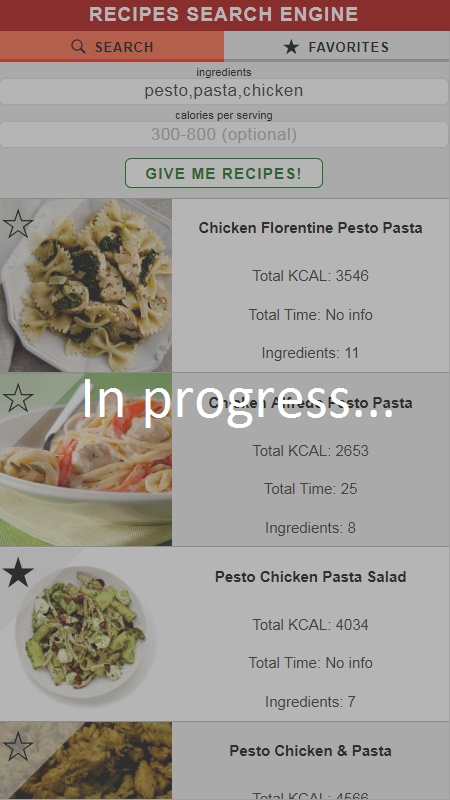 RECIPES SEARCH ENGINE
SEARCH
FAVORITES
ingredients
pesto,pasta,chicken
calories per serving
300-800 (optional)
GIVE ME RECIPES!
Chicken Florentine Pesto Pasta
Total KCAL: 3546
Total Time: No info
Ingredients: 11
In progress...
Chicken Alfredo Pesto Pasta
Total KCAL: 2653
Total Time: 25
Ingredients: 8
Pesto Chicken Pasta Salad
Total KCAL: 4034
Total Time: No info
Ingredients: 7
Pesto Chicken & Pasta
Total KCAL: 4566